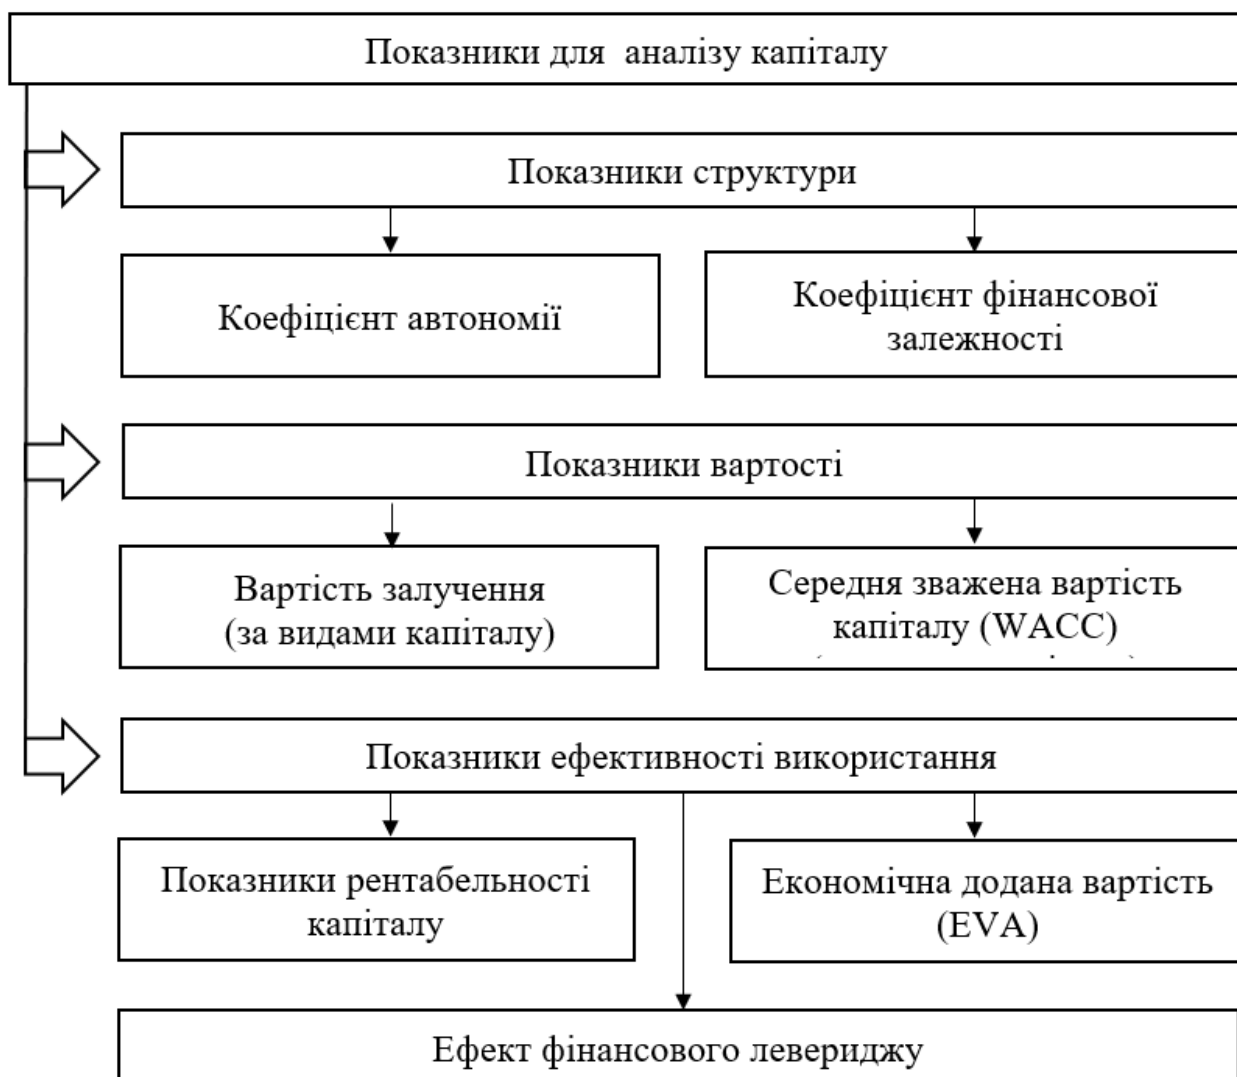 Показники для аналізу капіталу
Показники структури
Коефіцієнт автономії
Коефіцієнт фінансової
залежності
Показники вартості
Вартість залучення
(за видами капіталу)
Середня зважена вартість
капіталу (WACC)
Показники ефективності використання
Показники рентабельності
капіталу
Економічна додана вартість
(EVA)
Ефект фінансового левериджу